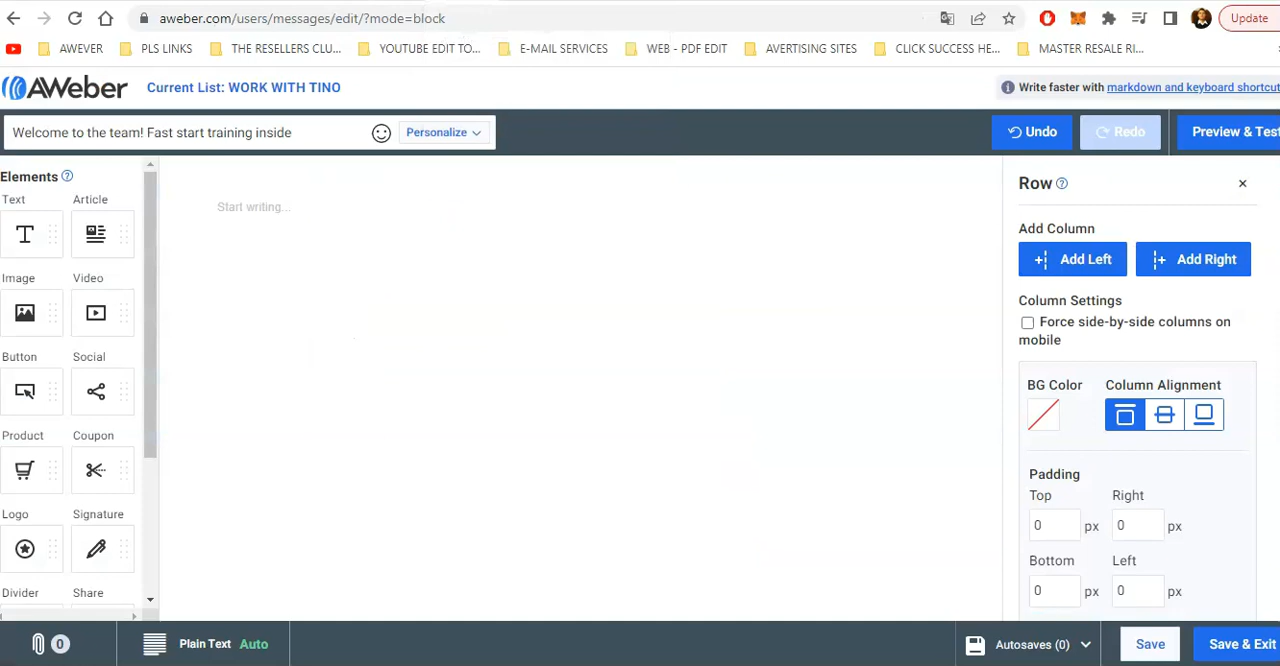 aweber.com/users/messages/edit/?mode=block
Update
AWEVER
PLS LINKS
THE RESELLERS CLU...
YOUTUBE EDIT TO...
E-MAIL SERVICES
WEB - PDF EDIT
AVERTISING SITES
CLICK SUCCESS HE...
MASTER RESALE RI...
AWeber
Current List: WORK WITH TINO
Write faster with markdown and keyboard shortcut
Welcome to the team! Fast start training inside
Personalize
Undo
Redo
Preview & Test
Elements
Text
Article
Image
Video
Button
Social
Product
Coupon
Logo
Signature
Divider
Share
Start writing...
Row
Add Column
Add Left
Add Right
Column Settings
Force side-by-side columns on
mobile
BG Color
Column Alignment
Padding
Top
Right
0 px
0 px
Bottom
Left
0 px
0 px
0
Plain Text Auto
Autosaves (0)
Save
Save & Exit